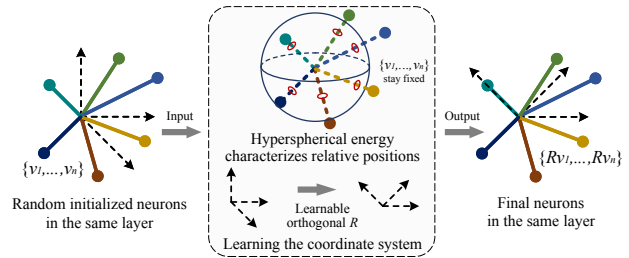 {v₁,...,vₙ}
Random initialized neurons
in the same layer
Input
{v₁,...,vₙ}
stay fixed
Hyperspherical energy
characterizes relative positions
Learnable
orthogonal R
Learning the coordinate system
Output
{Rv₁,...,Rvₙ}
Final neurons
in the same layer